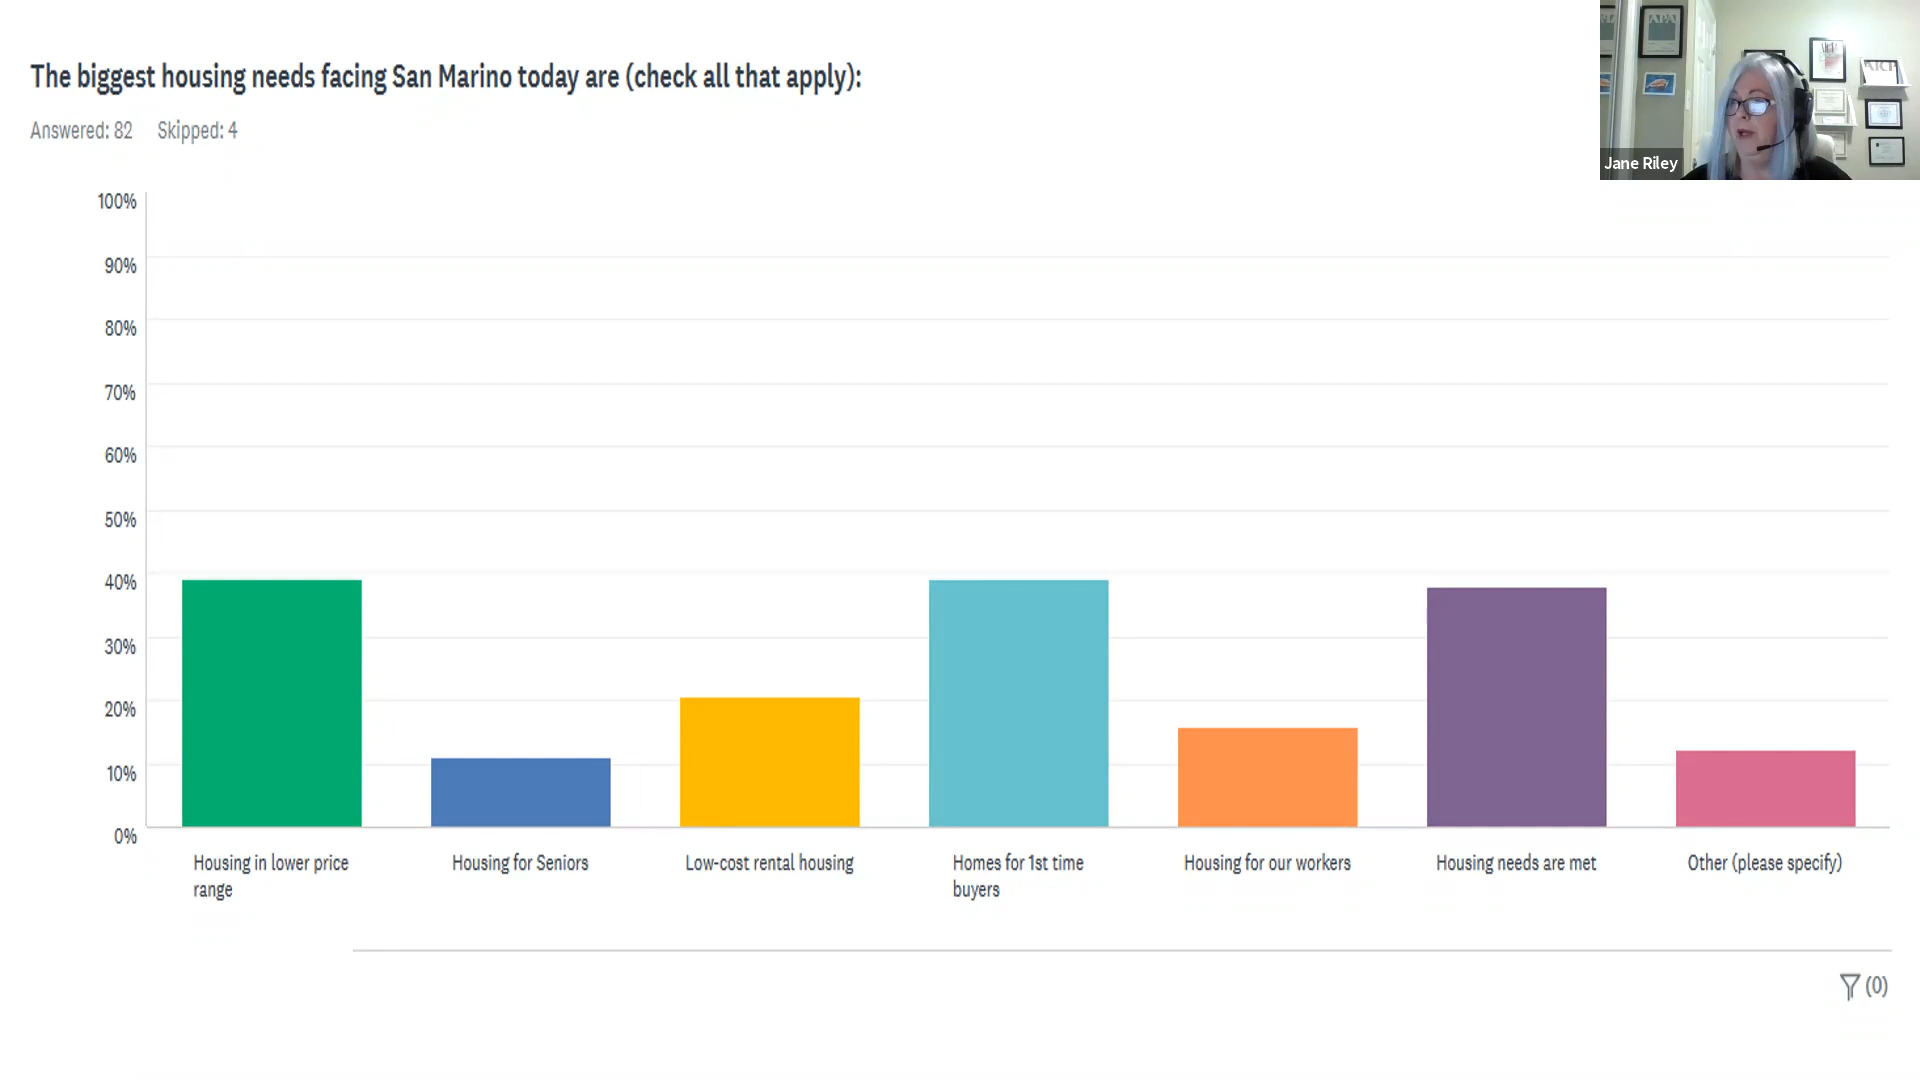 The biggest housing needs facing San Marino today are (check all that apply):
Answered: 82 Skipped: 4
APA
AICP
Jane Riley
100%
90%
80%
70%
60%
50%
40%
30%
20%
10%
0%
Housing in lower price
range
Housing for Seniors
Low-cost rental housing
Homes for 1st time
buyers
Housing for our workers
Housing needs are met
Other (please specify)
(0)